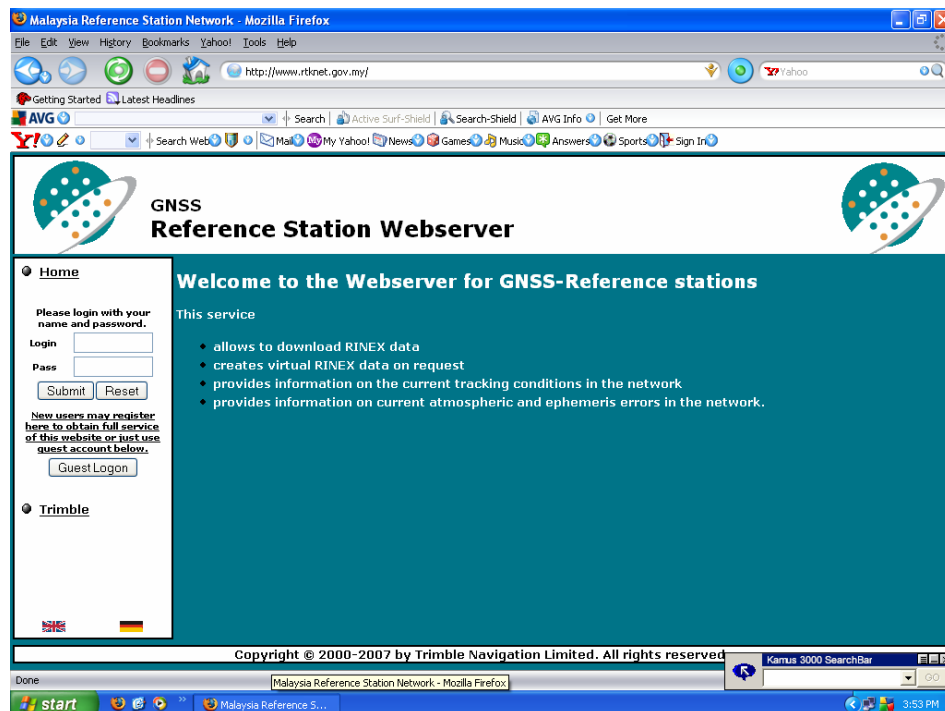 Malaysia Reference Station Network - Mozilla Firefox
File Edit View History Bookmarks Yahoo! Tools Help
http://www.rtknet.gov.my/ Yahoo
Getting Started Latest Headlines
AVG Search Active Surf-Shield Search-Shield AVG Info Get More
Y! Search Web Mail My Yahoo! News Games Music Answers Sports Sign In
GNSS
Reference Station Webserver
Home
Please login with your
name and password.
Login
Pass
Submit Reset
New users may register
here to obtain full service
of this website or just use
guest account below.
Guest Logon
Trimble
Welcome to the Webserver for GNSS-Reference stations
This service
allows to download RINEX data
creates virtual RINEX data on request
provides information on the current tracking conditions in the network
provides information on current atmospheric and ephemeris errors in the network.
Copyright © 2000-2007 by Trimble Navigation Limited. All rights reserved
Kamus 3000 SearchBar
GO
Done
Malaysia Reference Station Network - Mozilla Firefox
start Malaysia Reference S... 3:53 PM